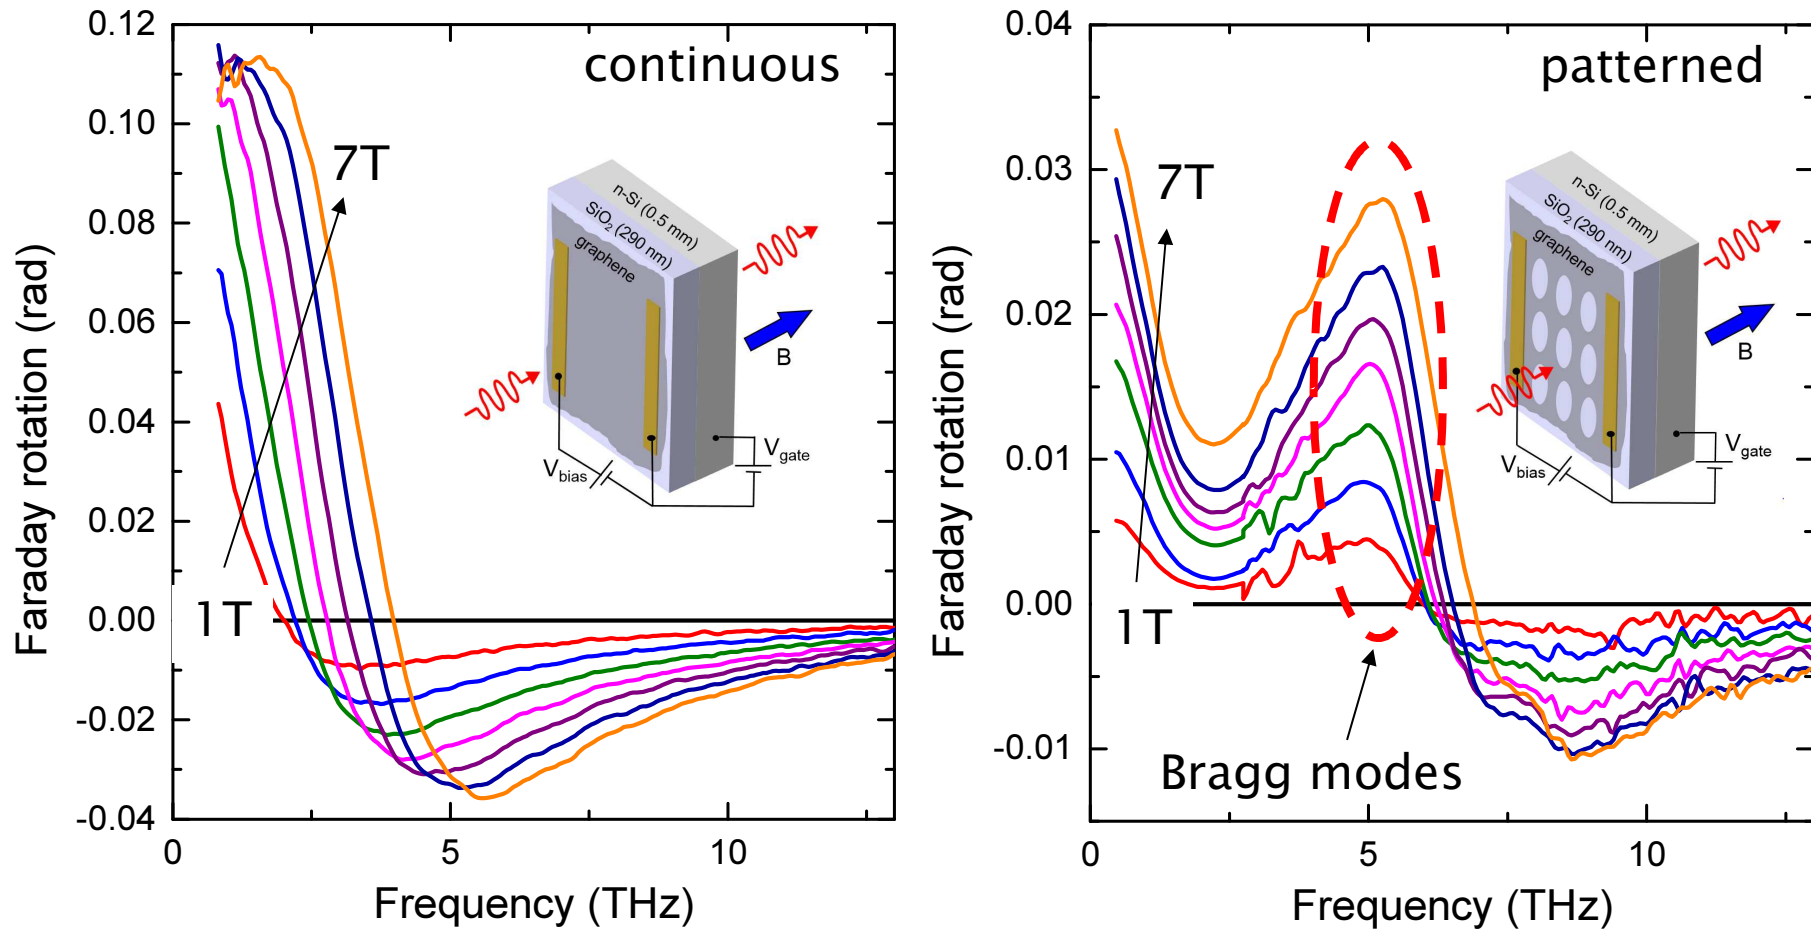 continuous
7T
1T
n-Si (0.5 mm)
SiO2 (290 nm)
graphene
B
Vbias
Vgate
0.12
0.10
0.08
0.06
0.04
0.02
0.00
-0.02
-0.04
0
5
10
Faraday rotation (rad)
Frequency (THz)
patterned
7T
1T
n-Si (0.5 mm)
SiO2 (290 nm)
graphene
B
Vbias
Vgate
Bragg modes
0.04
0.03
0.02
0.01
0.00
-0.01
0
5
10
Faraday rotation (rad)
Frequency (THz)